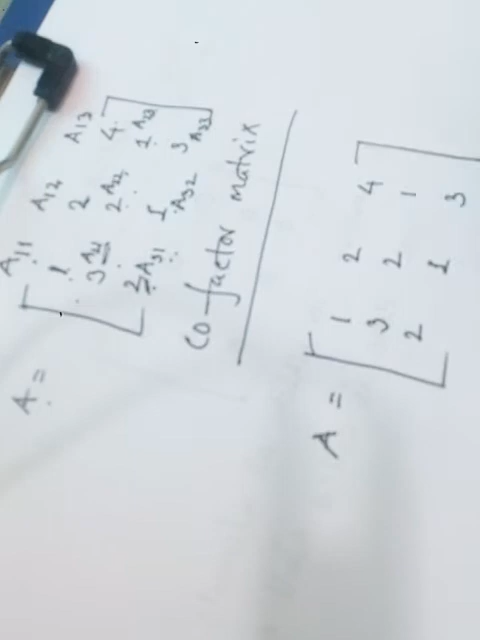 A₁₁ A₁₂ A₁₃
1 2 4
A = [ 3 A₂₁ 2 A₂₂ 1 A₂₃ ]
2 A₃₁ 1 A₃₂ 3 A₃₃
Co-factor matrix
1 2 4
A = [ 3 2 1 ]
2 1 3